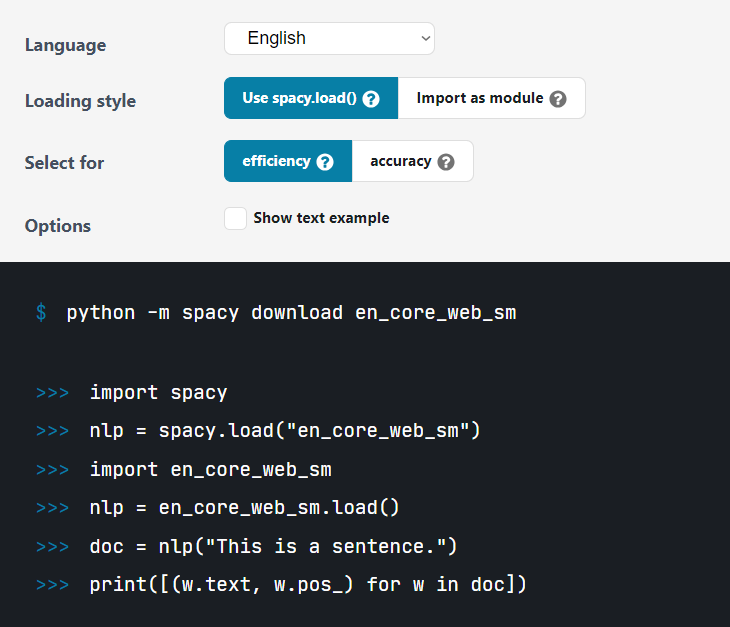 Language English
Loading style Use spacy.load() ? Import as module ?
Select for efficiency ? accuracy ?
Options Show text example
$ python -m spacy download en_core_web_sm
>>> import spacy
>>> nlp = spacy.load("en_core_web_sm")
>>> import en_core_web_sm
>>> nlp = en_core_web_sm.load()
>>> doc = nlp("This is a sentence.")
>>> print([(w.text, w.pos_) for w in doc])